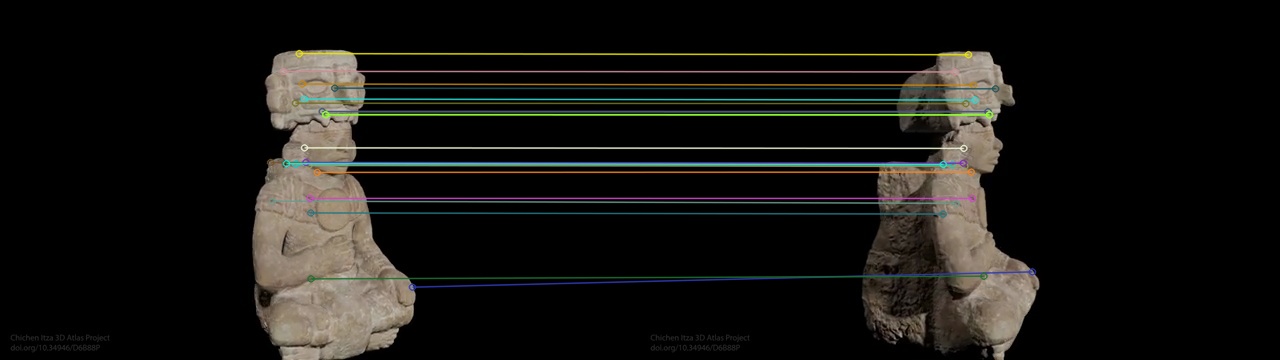 Chichen Itza 3D Atlas Project
doi.org/10.34946/D6B88P
Chichen Itza 3D Atlas Project
doi.org/10.34946/D6B88P